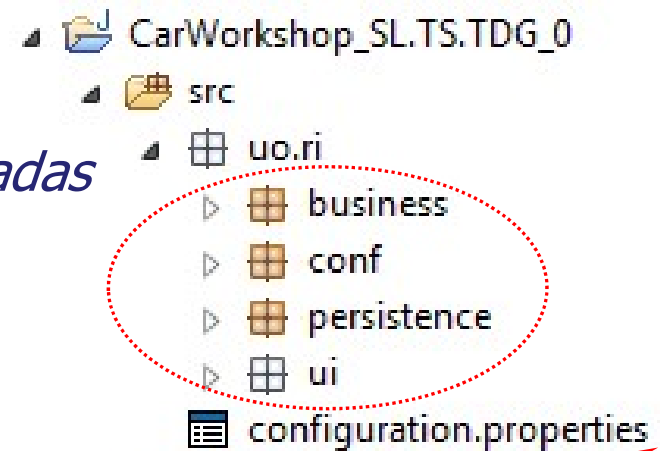 CarWorkshop_SL.TS.TDG_0
src
adas
uo.ri
business
conf
persistence
ui
configuration.properties